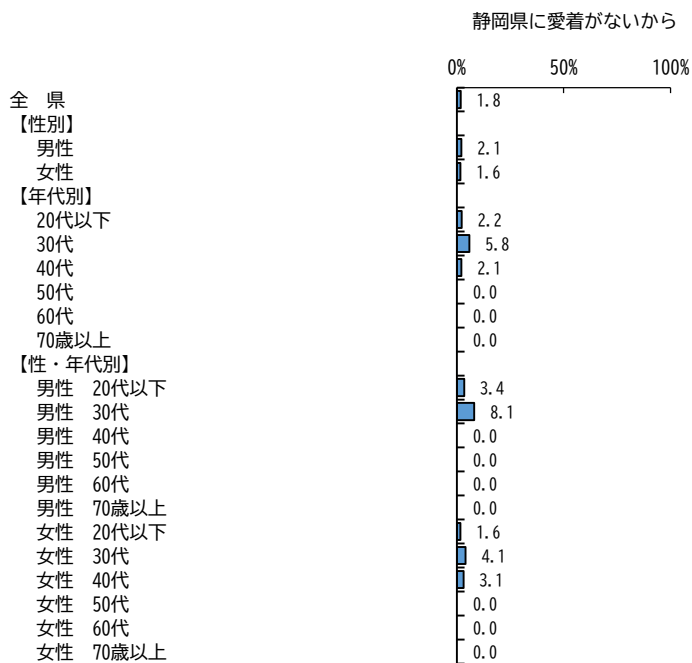 静岡県に愛着がないから
0% 50% 100%
全　県 1.8
【性別】
男性 2.1
女性 1.6
【年代別】
20代以下 2.2
30代 5.8
40代 2.1
50代 0.0
60代 0.0
70歳以上 0.0
【性・年代別】
男性　20代以下 3.4
男性　30代 8.1
男性　40代 0.0
男性　50代 0.0
男性　60代 0.0
男性　70歳以上 0.0
女性　20代以下 1.6
女性　30代 4.1
女性　40代 3.1
女性　50代 0.0
女性　60代 0.0
女性　70歳以上 0.0